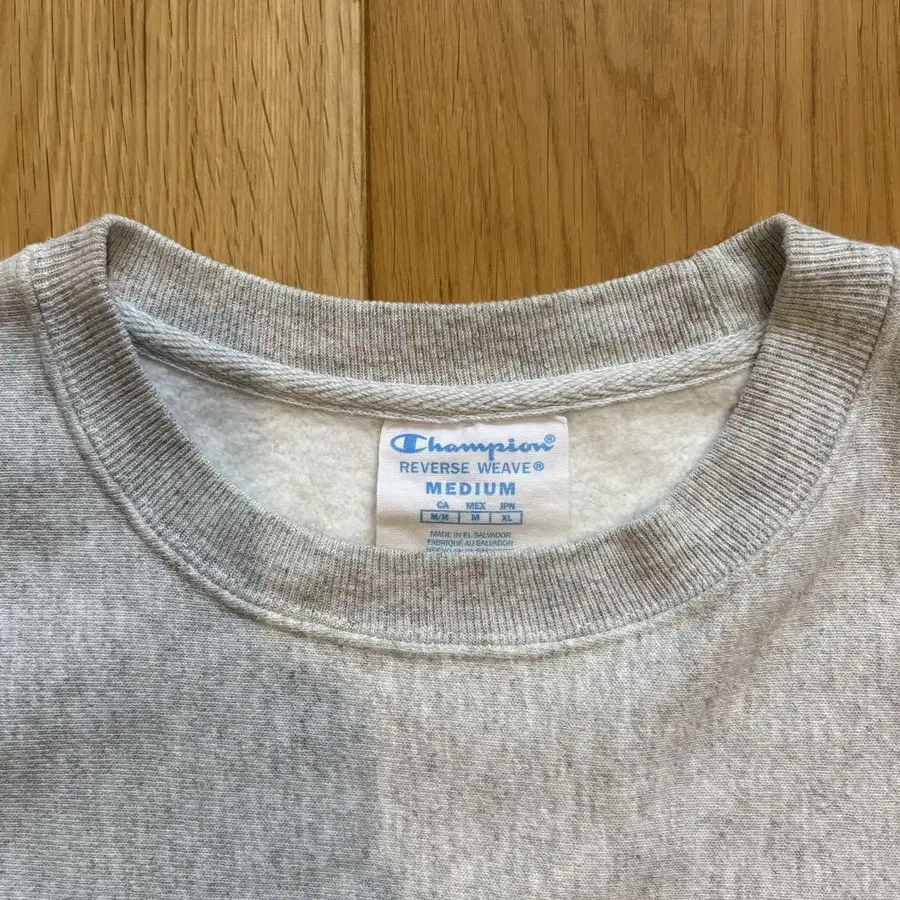 Champion®
REVERSE WEAVE®
MEDIUM
CA MEX JPN
M/M M XL
MADE IN EL SALVADOR
FABRIQUÉ AU SALVADOR